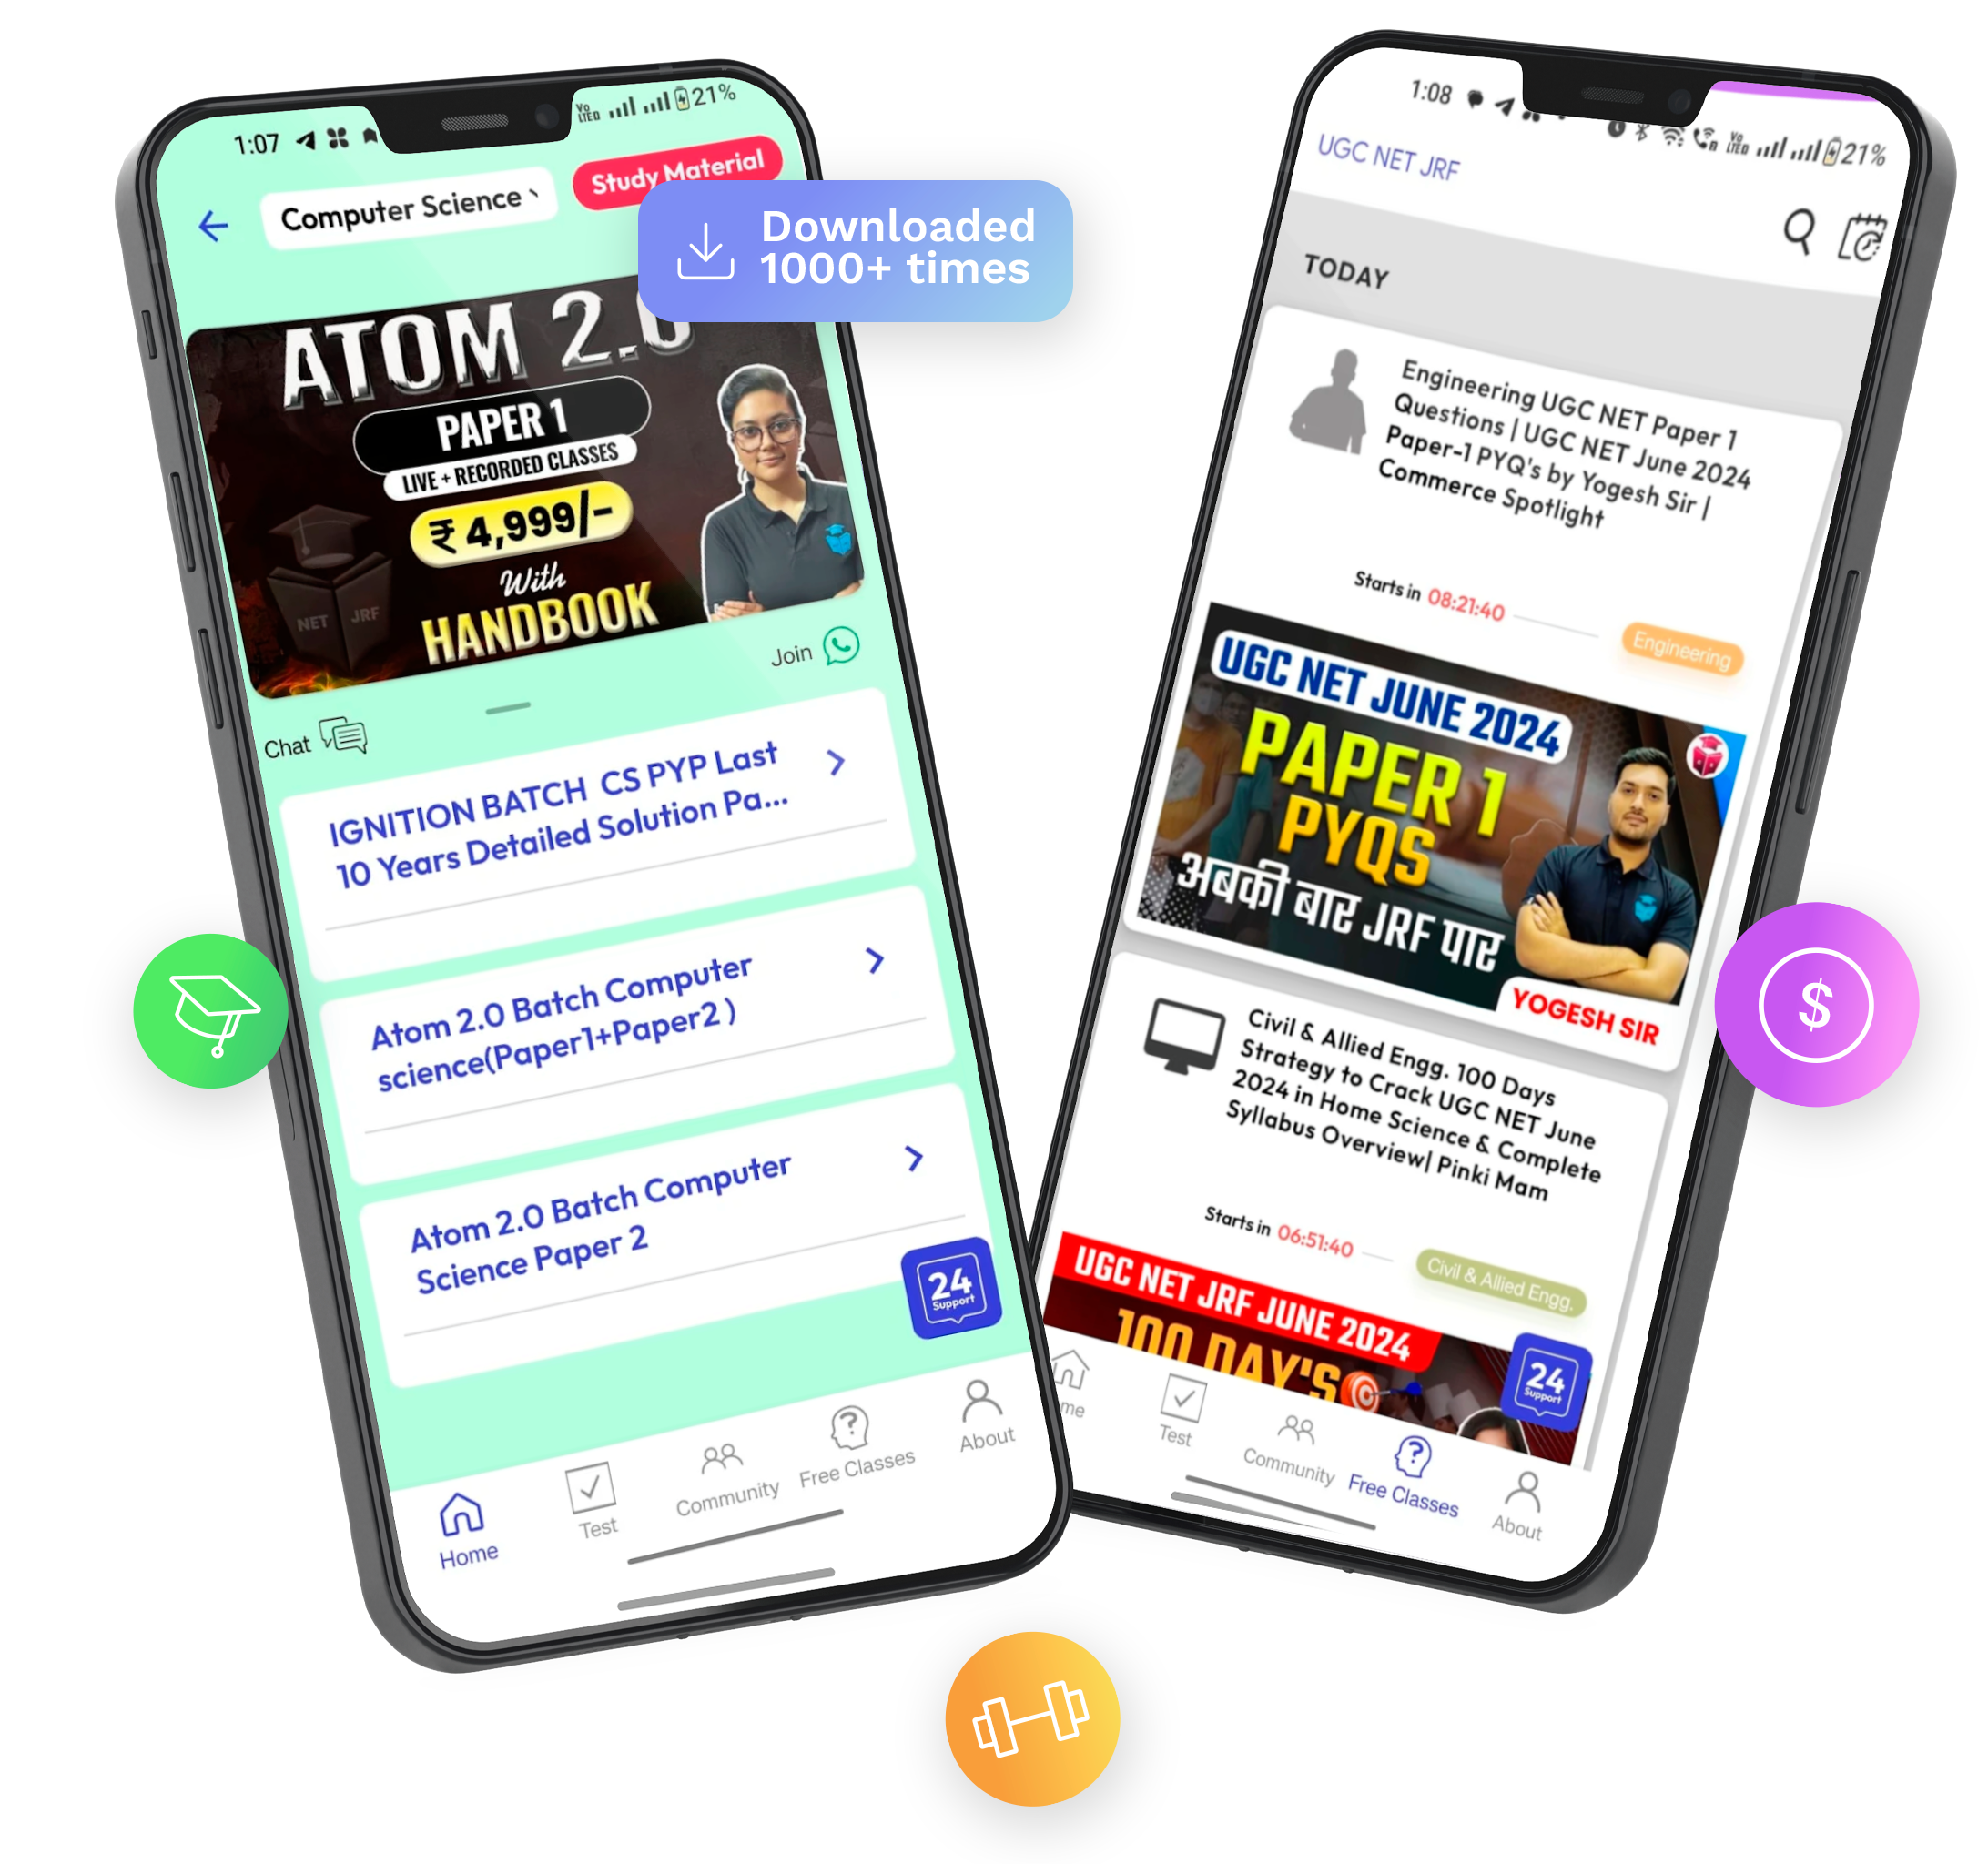 1:07
Vo LTED
21%
Computer Science
Study Material
Downloaded
1000+ times
ATOM 2.0
PAPER 1
LIVE + RECORDED CLASSES
₹ 4,999/-
With
HANDBOOK
NET JRF
Join
Chat
IGNITION BATCH CS PYP Last
10 Years Detailed Solution Pa...
Atom 2.0 Batch Computer
science(Paper1+Paper2 )
Atom 2.0 Batch Computer
Science Paper 2
24
Support
Home
Test
Community
Free Classes
About
1:08
Vo LTED
21%
UGC NET JRF
TODAY
Engineering UGC NET Paper 1
Questions | UGC NET June 2024
Paper-1 PYQ's by Yogesh Sir |
Commerce Spotlight
Starts in 08:21:40
Engineering
UGC NET JUNE 2024
PAPER 1
PYQS
अबकी बार JRF पार
YOGESH SIR
Civil & Allied Engg. 100 Days
Strategy to Crack UGC NET June
2024 in Home Science & Complete
Syllabus Overview| Pinki Mam
Starts in 06:51:40
Civil & Allied Engg.
UGC NET JRF JUNE 2024
100 DAY'S
24
Support
me
Test
Community
Free Classes
About
$